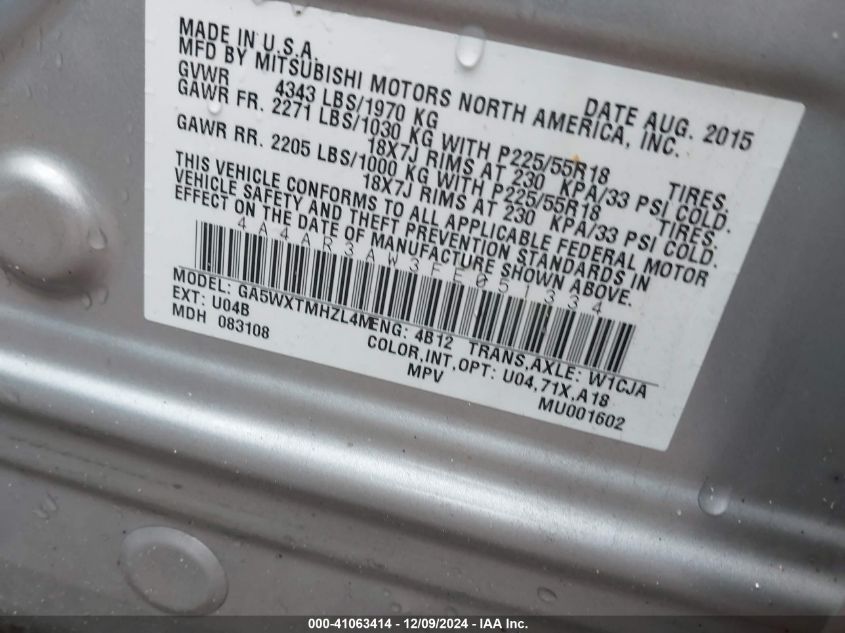 MADE IN U.S.A.
MFD BY MITSUBISHI MOTORS NORTH AMERICA, INC. DATE AUG. 2015
GVWR 4343 LBS/1970 KG
GAWR FR. 2271 LBS/1030 KG WITH P225/55R18 TIRES,
18X7J RIMS AT 230 KPA/33 PSI COLD.
GAWR RR. 2205 LBS/1000 KG WITH P225/55R18 TIRES,
18X7J RIMS AT 230 KPA/33 PSI COLD.
THIS VEHICLE CONFORMS TO ALL APPLICABLE FEDERAL MOTOR
VEHICLE SAFETY AND THEFT PREVENTION STANDARDS IN
EFFECT ON THE DATE OF MANUFACTURE SHOWN ABOVE.
4A4AR3AW3FE051334
MODEL: GA5WXTMHZL4M ENG: 4B12 TRANS,AXLE: W1CJA
EXT: U04B COLOR,INT,OPT: U04,71X,A18
MDH 083108 MPV MU001602
000-41063414 - 12/09/2024 - IAA Inc.